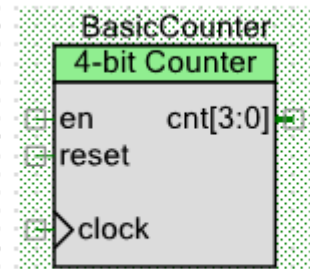 BasicCounter
4-bit Counter
en cnt[3:0]
reset
clock